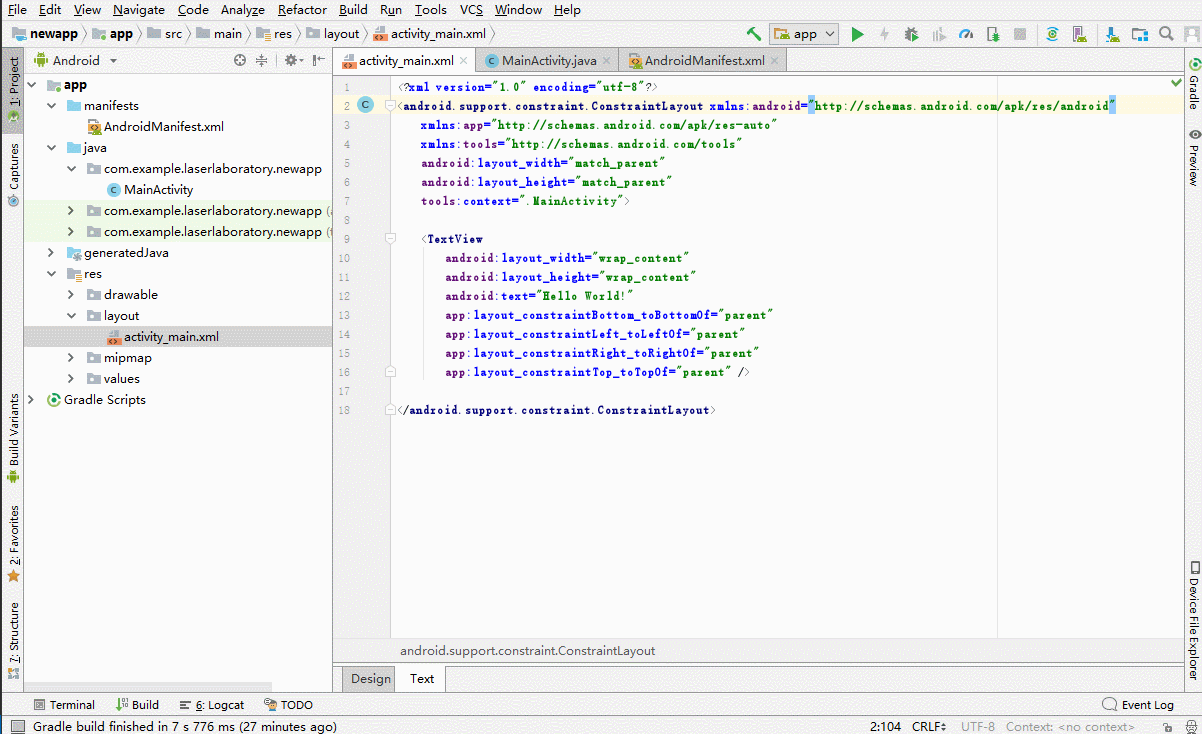 File Edit View Navigate Code Analyze Refactor Build Run Tools VCS Window Help
newapp app src main res layout activity_main.xml app
1: Project
Captures
Build Variants
2: Favorites
7: Structure
Android
app
manifests
AndroidManifest.xml
java
com.example.laserlaboratory.newapp
MainActivity
com.example.laserlaboratory.newapp
com.example.laserlaboratory.newapp
generatedJava
res
drawable
layout
activity_main.xml
mipmap
values
Gradle Scripts
activity_main.xml MainActivity.java AndroidManifest.xml
1 <?xml version="1.0" encoding="utf-8"?>
2 <android.support.constraint.ConstraintLayout xmlns:android="http://schemas.android.com/apk/res/android"
3 xmlns:app="http://schemas.android.com/apk/res-auto"
4 xmlns:tools="http://schemas.android.com/tools"
5 android:layout_width="match_parent"
6 android:layout_height="match_parent"
7 tools:context=".MainActivity">
8
9 <TextView
10 android:layout_width="wrap_content"
11 android:layout_height="wrap_content"
12 android:text="Hello World!"
13 app:layout_constraintBottom_toBottomOf="parent"
14 app:layout_constraintLeft_toLeftOf="parent"
15 app:layout_constraintRight_toRightOf="parent"
16 app:layout_constraintTop_toTopOf="parent" />
17
18 </android.support.constraint.ConstraintLayout>
android.support.constraint.ConstraintLayout
Design Text
Gradle
Preview
Device File Explorer
Terminal Build 6: Logcat TODO Event Log
Gradle build finished in 7 s 776 ms (27 minutes ago) 2:104 CRLF UTF-8 Context: <no context>